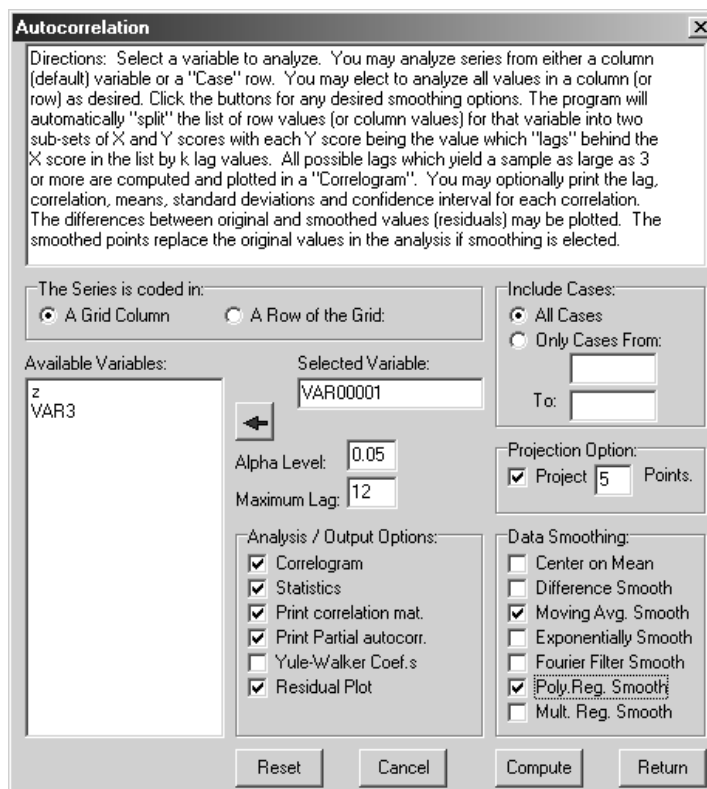 Autocorrelation
Directions: Select a variable to analyze. You may analyze series from either a column
(default) variable or a "Case" row. You may elect to analyze all values in a column (or
row) as desired. Click the buttons for any desired smoothing options. The program will
automatically "split" the list of row values (or column values) for that variable into two
sub-sets of X and Y scores with each Y score being the value which "lags" behind the
X score in the list by k lag values. All possible lags which yield a sample as large as 3
or more are computed and plotted in a "Correlogram". You may optionally print the lag,
correlation, means, standard deviations and confidence interval for each correlation.
The differences between original and smoothed values (residuals) may be plotted. The
smoothed points replace the original values in the analysis if smoothing is elected.
The Series is coded in:
A Grid Column
A Row of the Grid:
Include Cases:
All Cases
Only Cases From:
To:
Available Variables:
z
VAR3
Selected Variable:
VAR00001
Alpha Level: 0.05
Maximum Lag: 12
Projection Option:
Project 5 Points.
Analysis / Output Options:
Correlogram
Statistics
Print correlation mat.
Print Partial autocorr.
Yule-Walker Coef.s
Residual Plot
Data Smoothing:
Center on Mean
Difference Smooth
Moving Avg. Smooth
Exponentially Smooth
Fourier Filter Smooth
Poly.Reg. Smooth
Mult. Reg. Smooth
Reset
Cancel
Compute
Return